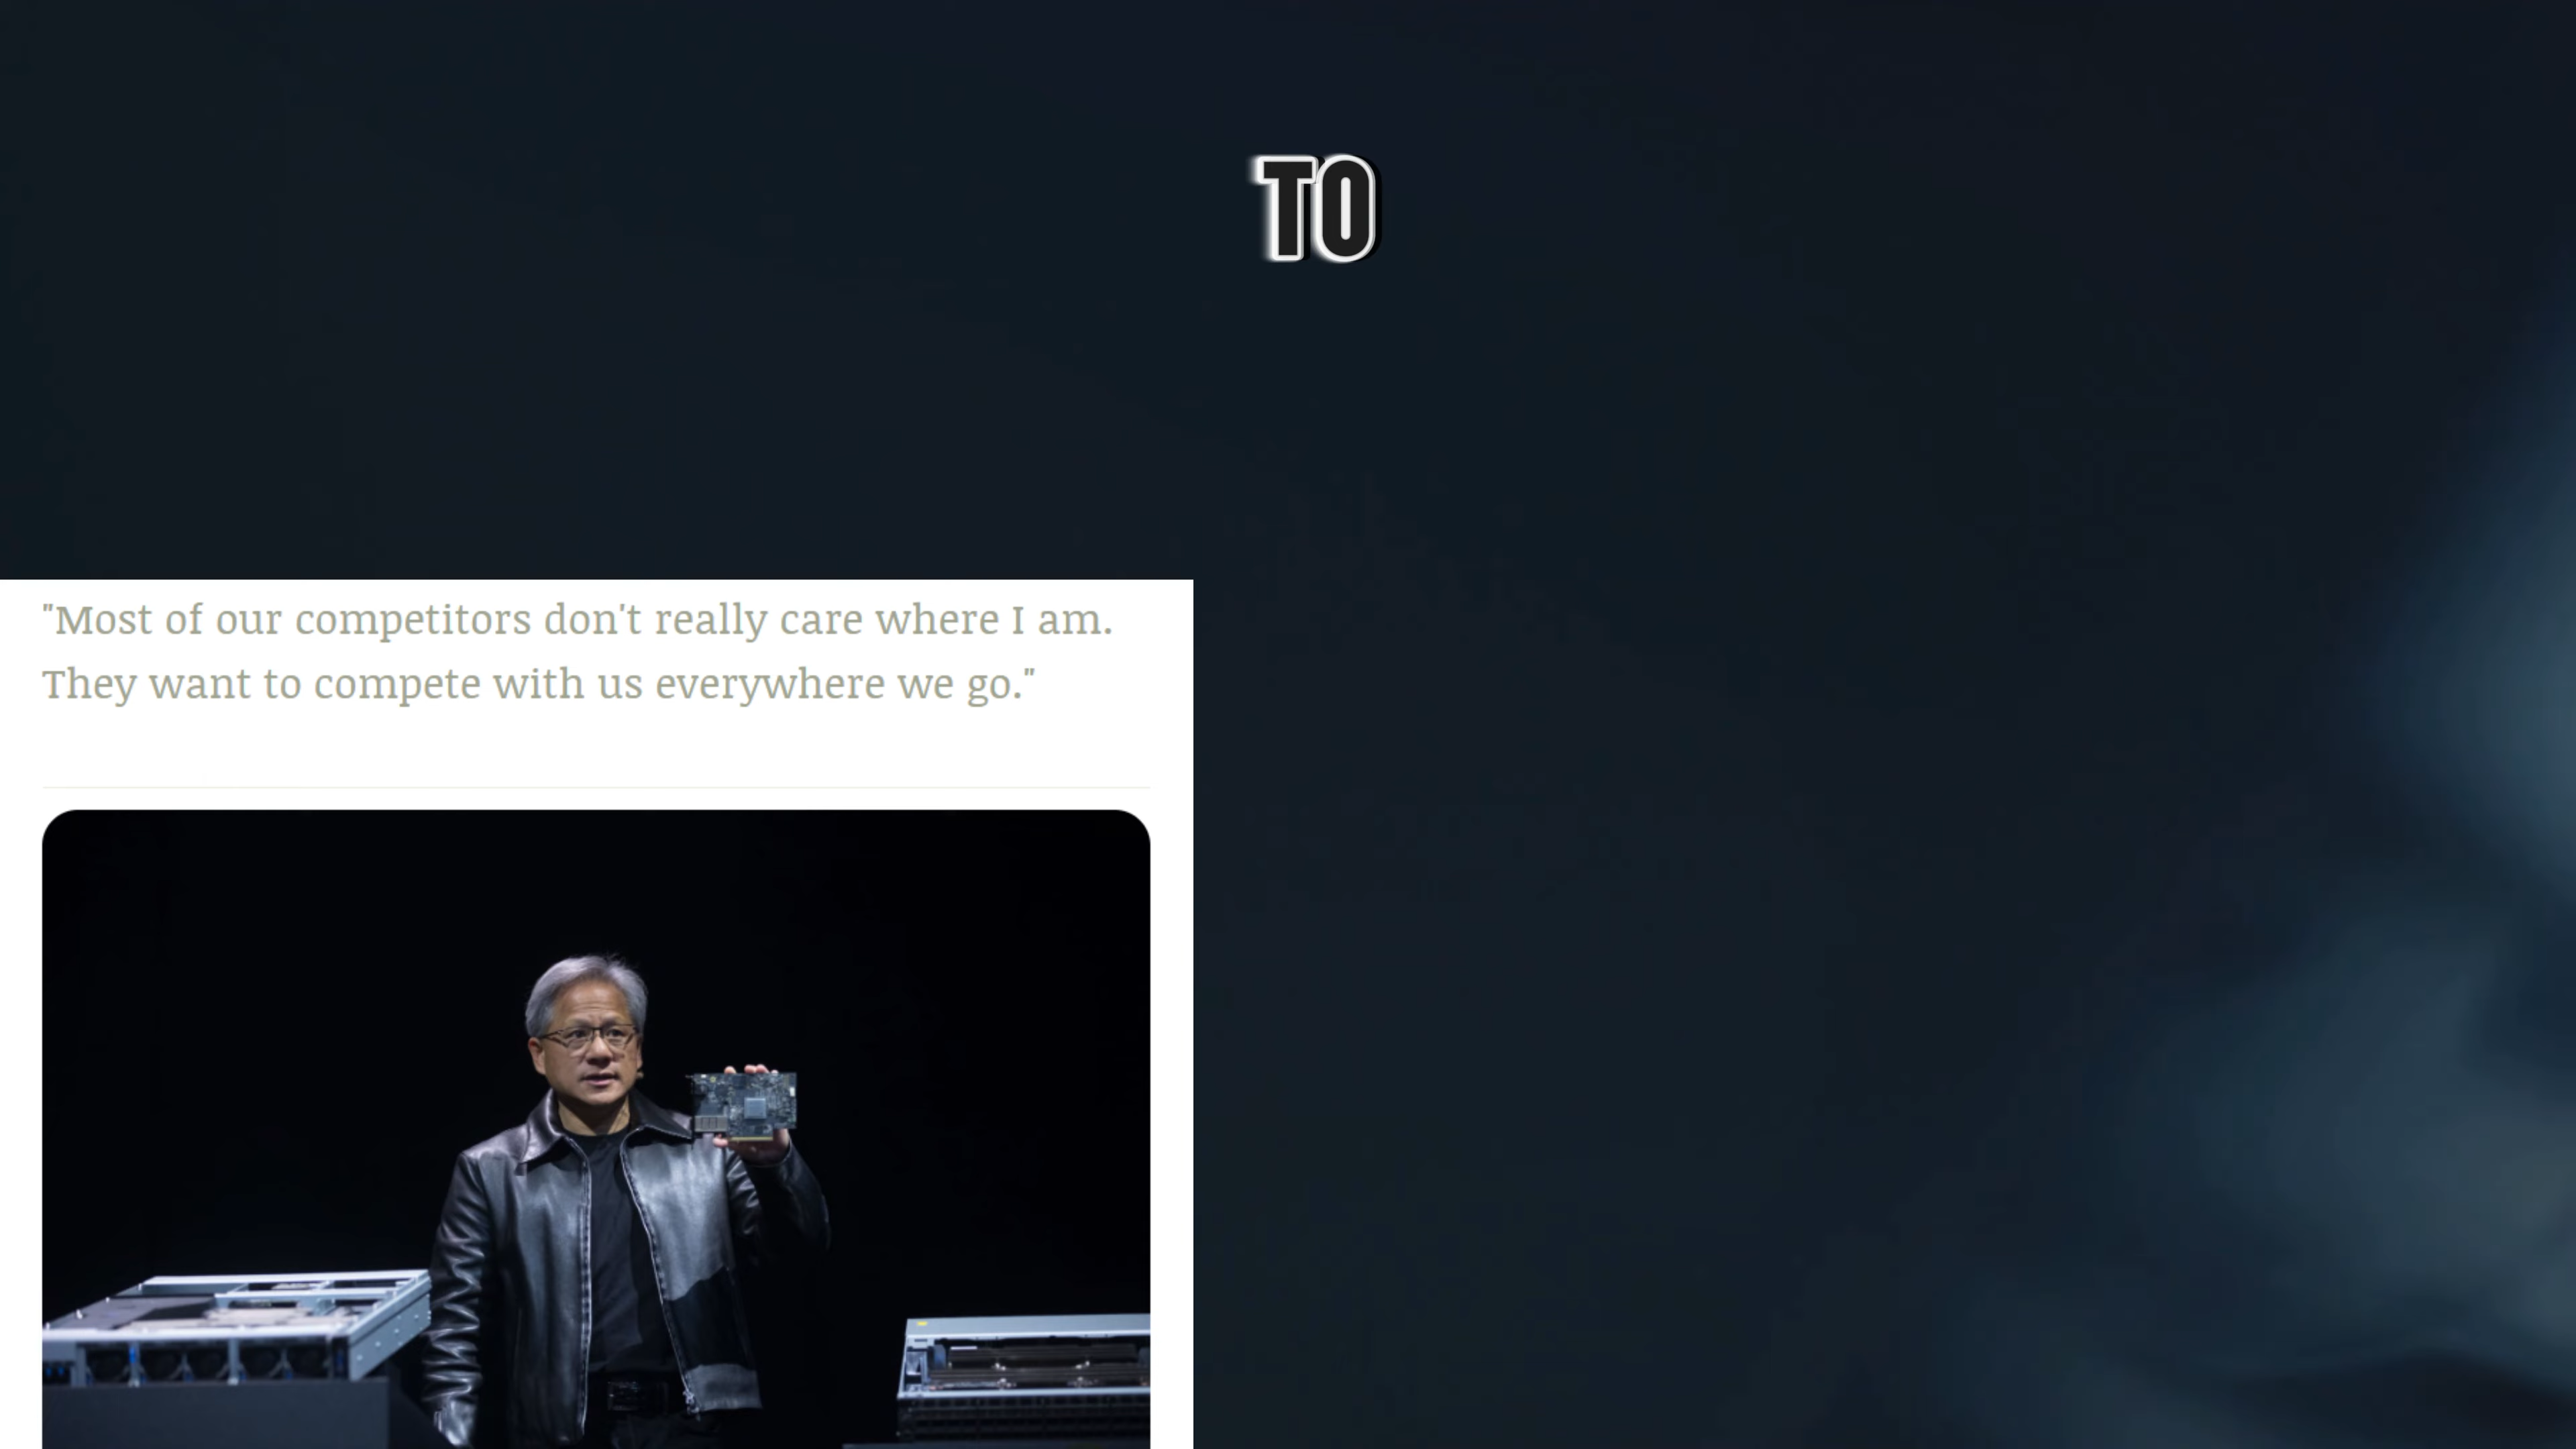 TO
"Most of our competitors don't really care where I am.
They want to compete with us everywhere we go."